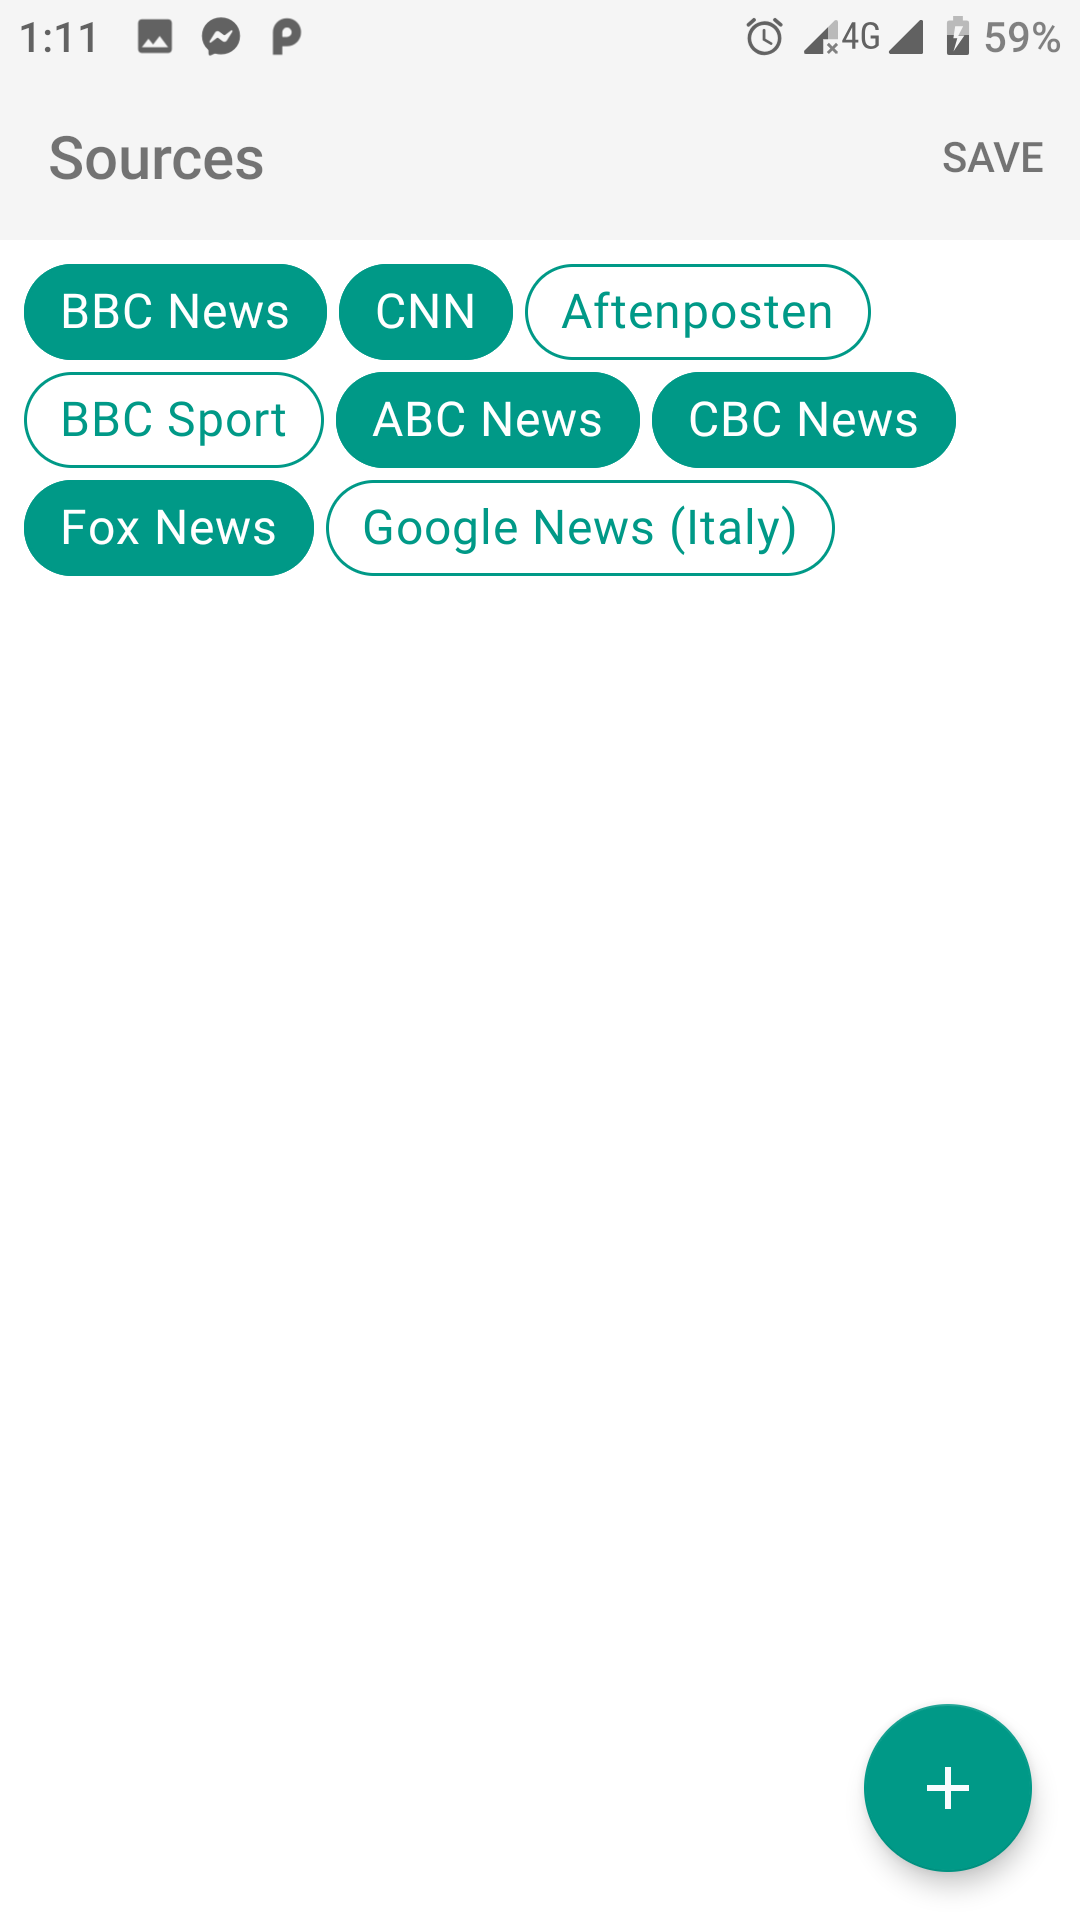 1:11 4G 59%
Sources SAVE
BBC News CNN Aftenposten
BBC Sport ABC News CBC News
Fox News Google News (Italy)